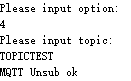 Please input option:
4
Please input topic:
TOPICTEST
MQTT Unsub ok